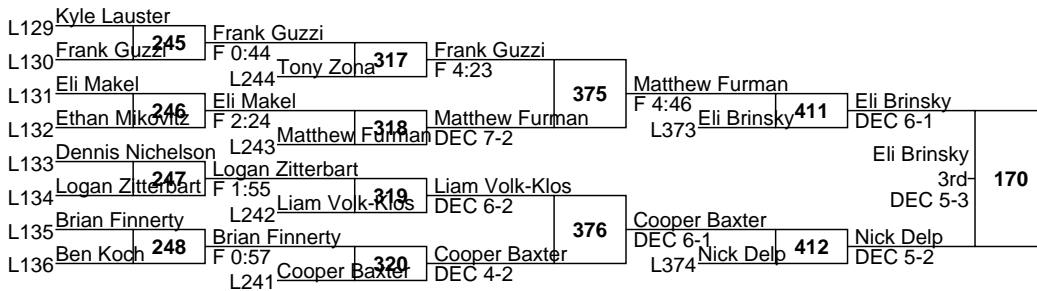 L129 Kyle Lauster
245 Frank Guzzi
L130 Frank Guzzi
F 0:44
L244 Tony Zona
317 Frank Guzzi
F 4:23
L131 Eli Makel
246 Eli Makel
L132 Ethan Mikovitz
F 2:24
L243 Matthew Furman
318 Matthew Furman
DEC 7-2
375 Matthew Furman
F 4:46
L373 Eli Brinsky
411 Eli Brinsky
DEC 6-1
L133 Dennis Nichelson
247 Logan Zitterbart
L134 Logan Zitterbart
F 1:55
L242 Liam Volk-Klos
319 Liam Volk-Klos
DEC 6-2
L135 Brian Finnerty
248 Brian Finnerty
L136 Ben Koch
F 0:57
L241 Cooper Baxter
320 Cooper Baxter
DEC 4-2
376 Cooper Baxter
DEC 6-1
L374 Nick Delp
412 Nick Delp
DEC 5-2
Eli Brinsky
3rd
DEC 5-3
170